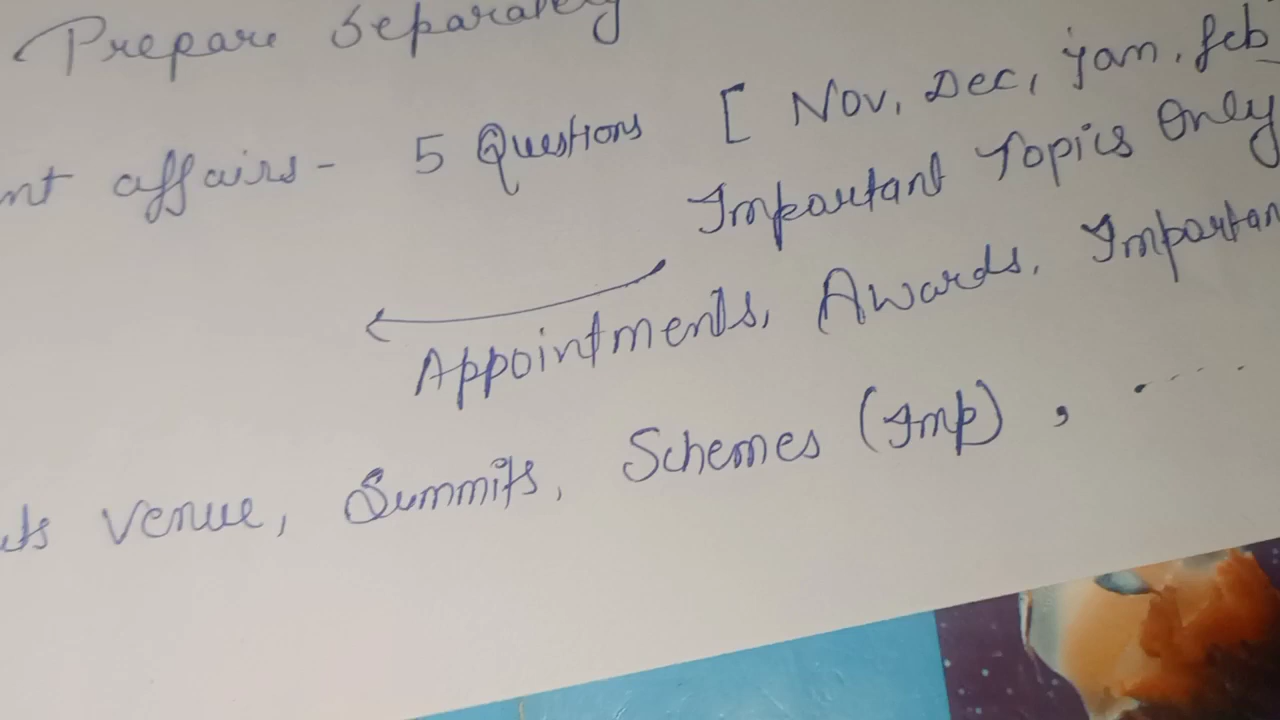 Prepare Separately
nt affairs - 5 Questions [ Nov, Dec, jan, feb
Important Topics Only
Appointments, Awards, Important
ts Venue, Summits, Schemes (Imp) , .....